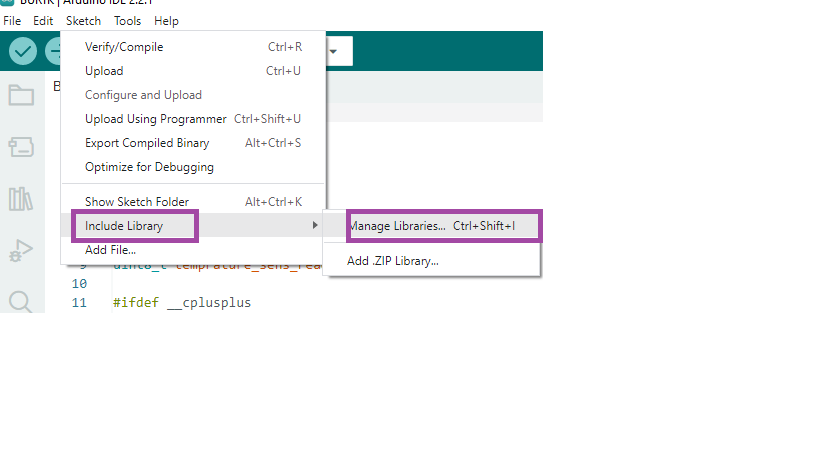 Arduino IDE 2.2.1
File Edit Sketch Tools Help
Verify/Compile Ctrl+R
Upload Ctrl+U
Configure and Upload
Upload Using Programmer Ctrl+Shift+U
Export Compiled Binary Alt+Ctrl+S
Optimize for Debugging
Show Sketch Folder Alt+Ctrl+K
Include Library
Manage Libraries... Ctrl+Shift+I
Add File...
Add .ZIP Library...
9 uint8_t temprature_sens_rea
10
11 #ifdef __cplusplus